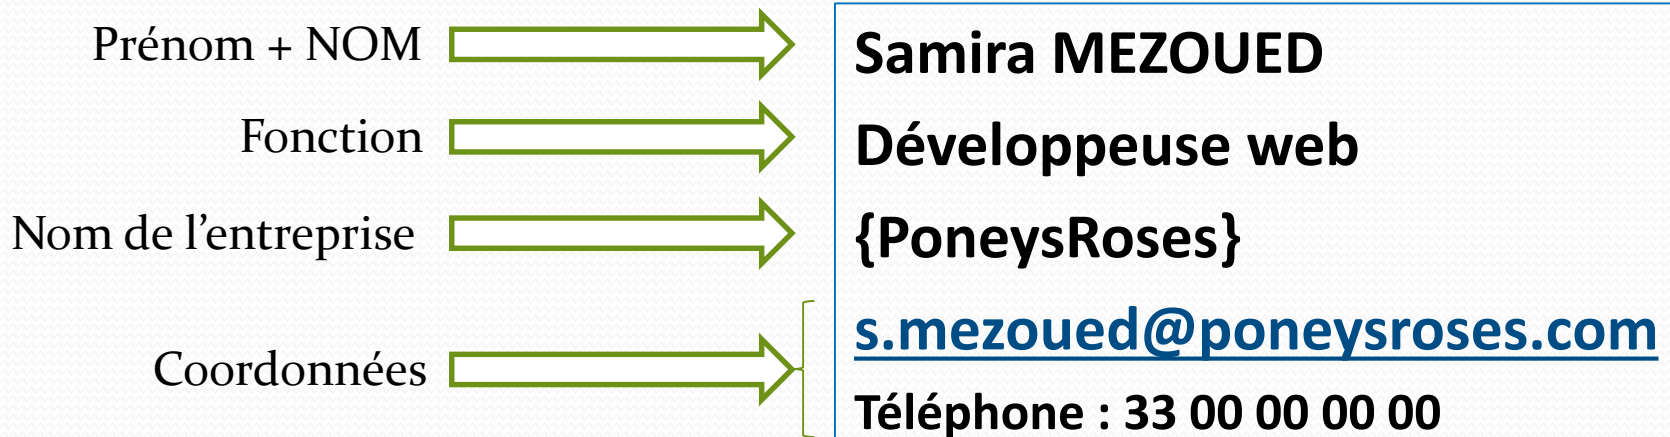 Prénom + NOM
Samira MEZOUED
Fonction
Développeuse web
Nom de l’entreprise
{PoneysRoses}
Coordonnées
s.mezoued@poneysroses.com
Téléphone : 33 00 00 00 00